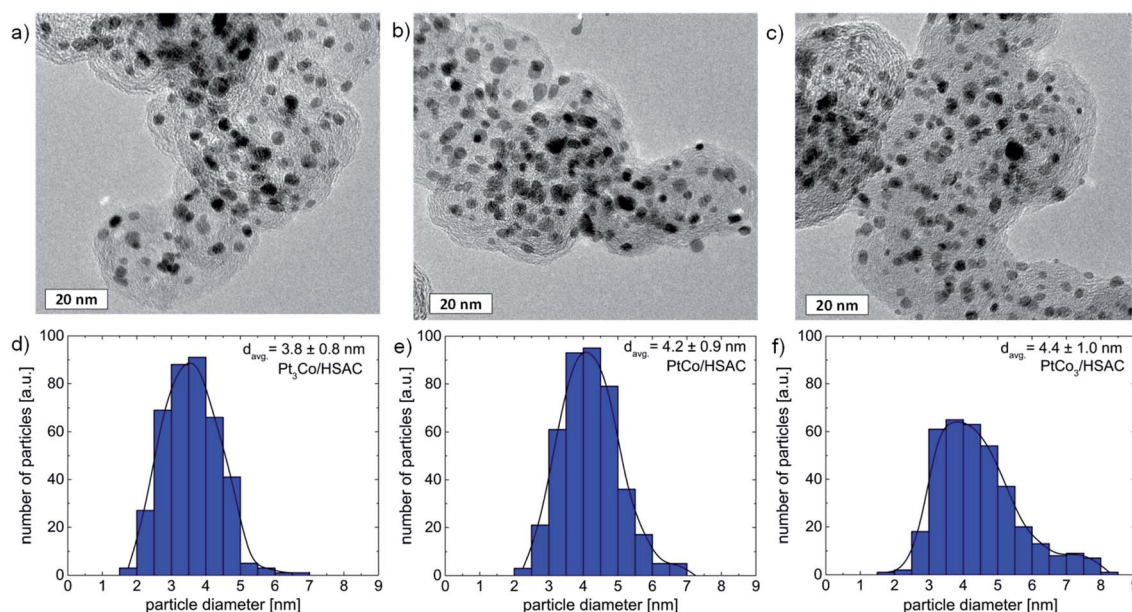 a)
b)
c)
20 nm
20 nm
20 nm
d)
d_avg. = 3.8 ± 0.8 nm
Pt₃Co/HSAC
number of particles [a.u.]
100
80
60
40
20
0
0 1 2 3 4 5 6 7 8 9
particle diameter [nm]
e)
d_avg. = 4.2 ± 0.9 nm
PtCo/HSAC
number of particles [a.u.]
100
80
60
40
20
0
0 1 2 3 4 5 6 7 8 9
particle diameter [nm]
f)
d_avg. = 4.4 ± 1.0 nm
PtCo₃/HSAC
number of particles [a.u.]
100
80
60
40
20
0
0 1 2 3 4 5 6 7 8 9
particle diameter [nm]